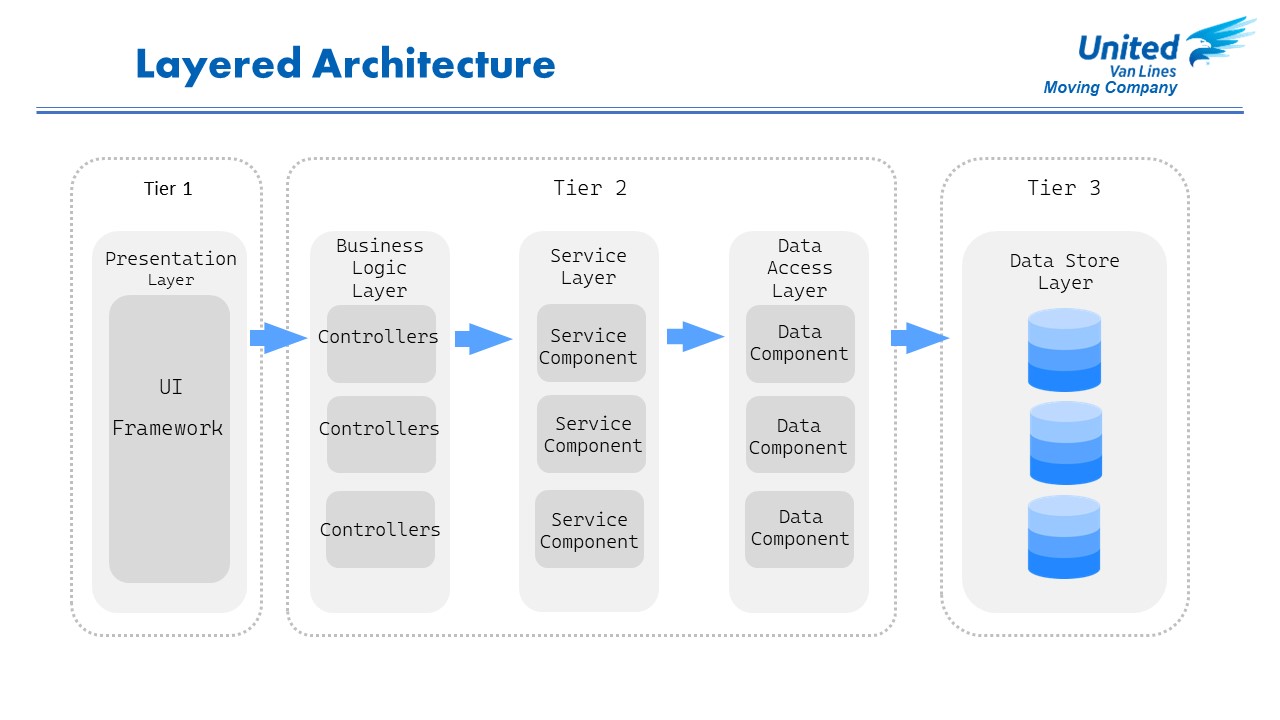 Layered Architecture
United
Van Lines
Moving Company
Tier 1
Presentation
Layer
UI
Framework
Tier 2
Business
Logic
Layer
Controllers
Controllers
Controllers
Service
Layer
Service
Component
Service
Component
Service
Component
Data
Access
Layer
Data
Component
Data
Component
Data
Component
Tier 3
Data Store
Layer